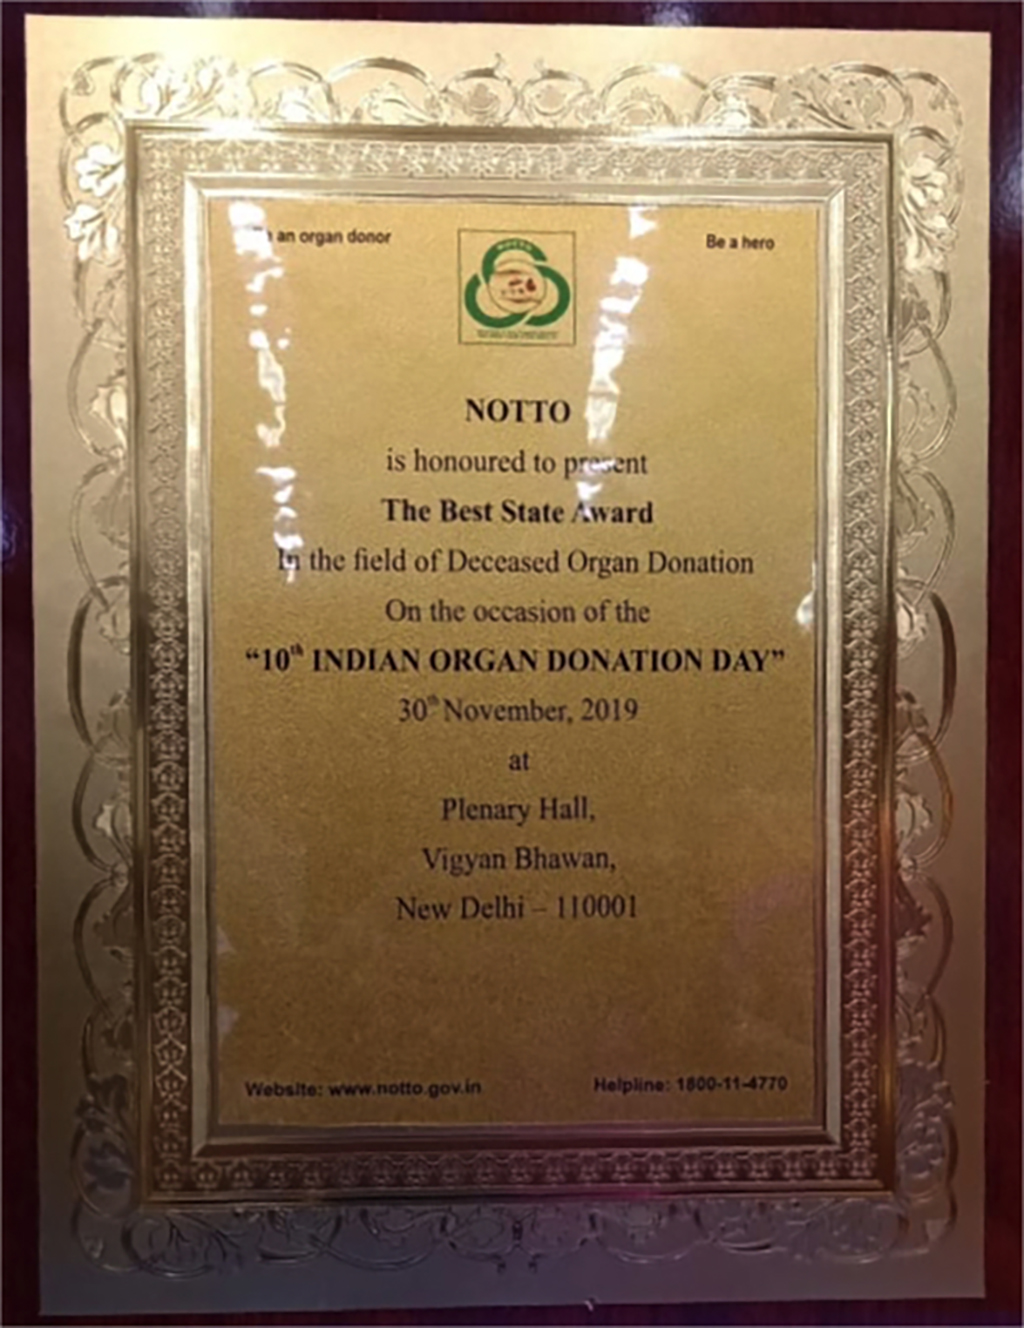 an organ donor
Be a hero
NOTTO
NOTTO
is honoured to present
The Best State Award
In the field of Deceased Organ Donation
On the occasion of the
“10th INDIAN ORGAN DONATION DAY”
30th November, 2019
at
Plenary Hall,
Vigyan Bhawan,
New Delhi – 110001
Website: www.notto.gov.in
Helpline: 1800-11-4770